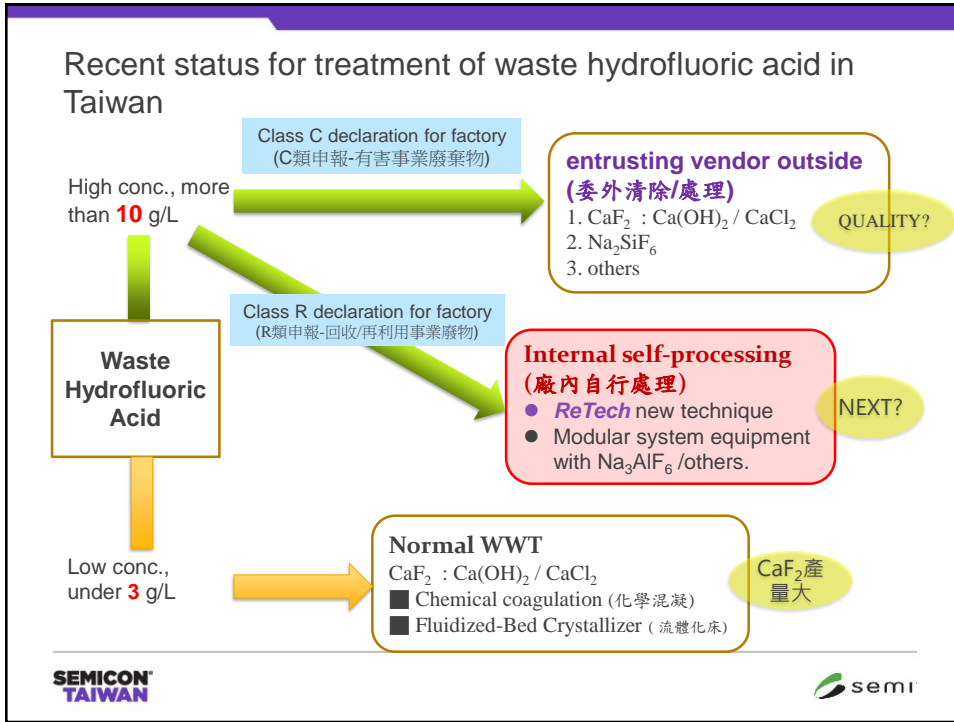 Recent status for treatment of waste hydrofluoric acid in
Taiwan
Class C declaration for factory
(C類申報-有害事業廢棄物)
High conc., more
than 10 g/L
entrusting vendor outside
(委外清除/處理)
1. CaF₂ : Ca(OH)₂ / CaCl₂
2. Na₂SiF₆
3. others
QUALITY?
Class R declaration for factory
(R類申報-回收/再利用事業廢物)
Waste
Hydrofluoric
Acid
Internal self-processing
(廠內自行處理)
● ReTech new technique
● Modular system equipment
with Na₃AlF₆ /others.
NEXT?
Low conc.,
under 3 g/L
Normal WWT
CaF₂ : Ca(OH)₂ / CaCl₂
■ Chemical coagulation (化學混凝)
■ Fluidized-Bed Crystallizer ( 流體化床)
CaF₂產
量大
SEMICON®
TAIWAN
semi